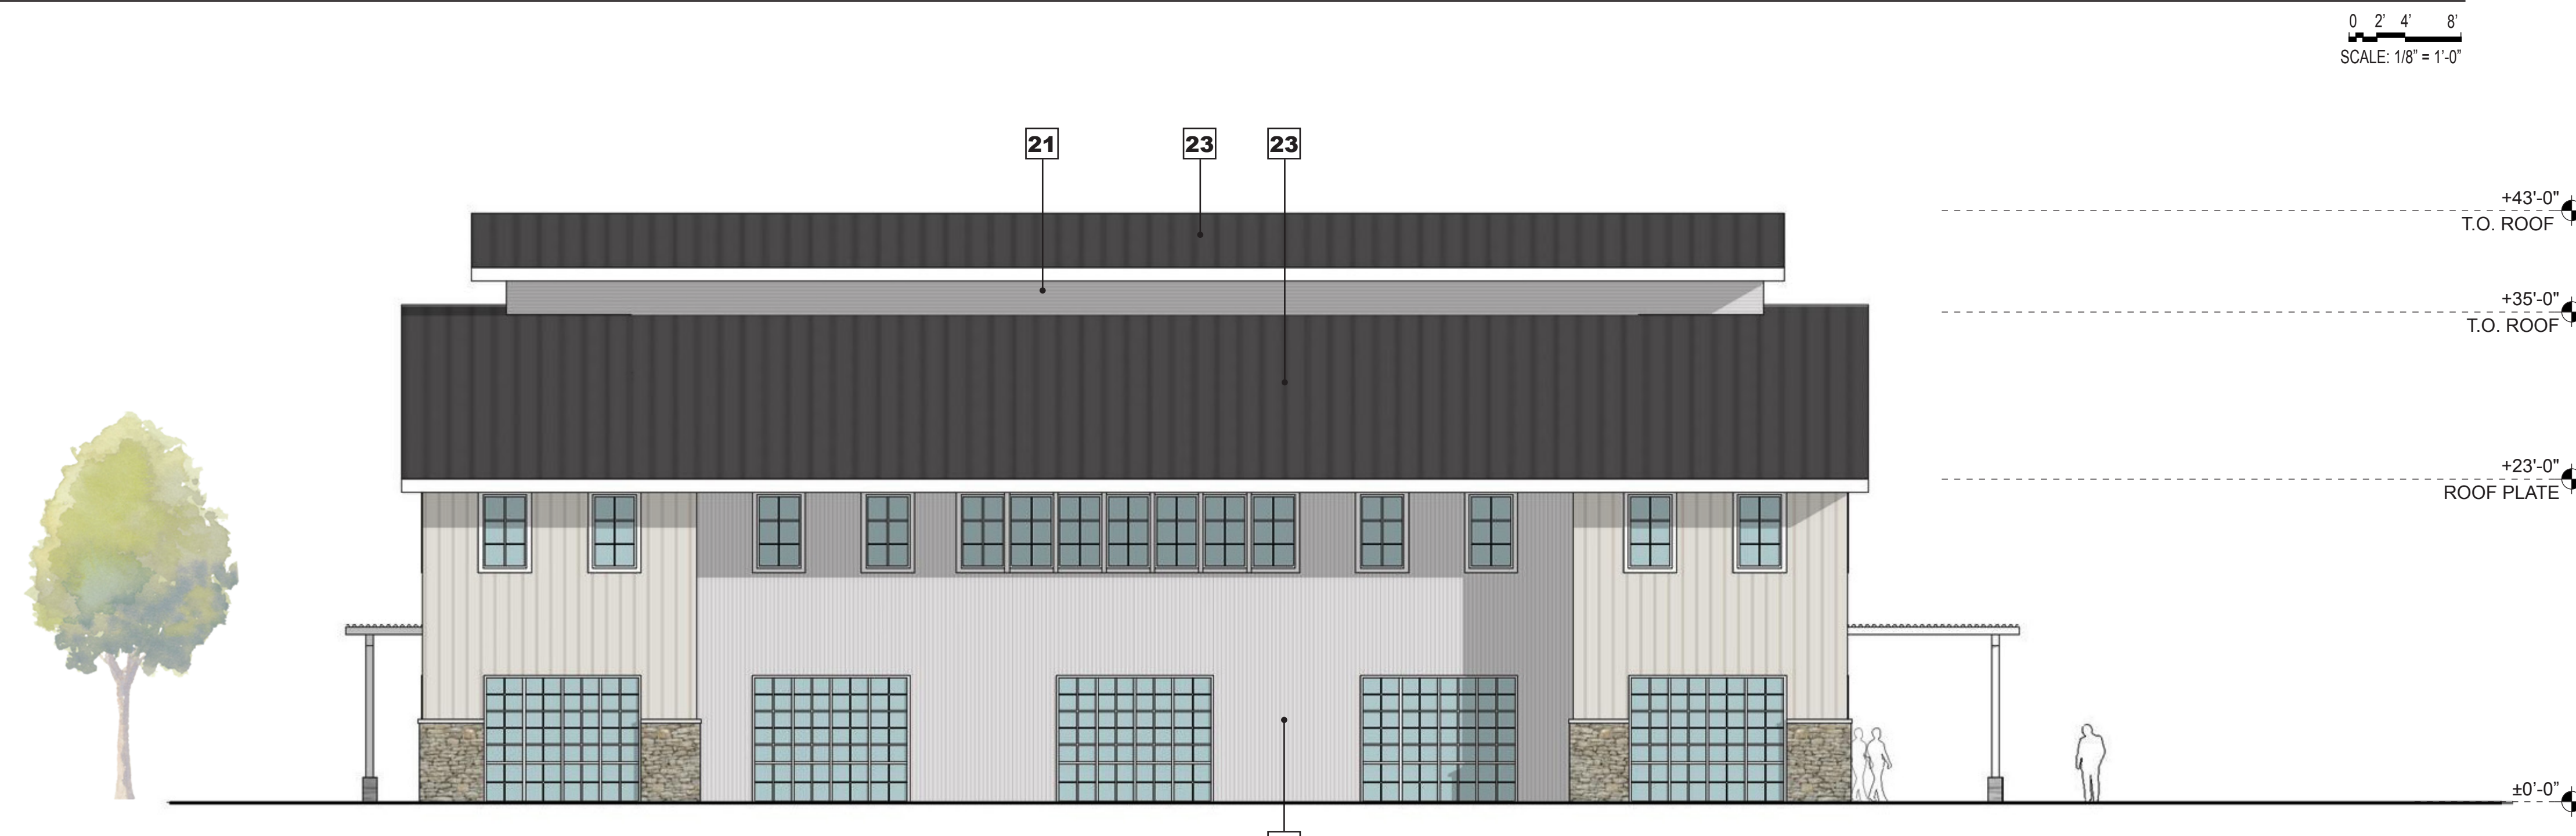 0 2’ 4’ 8’
SCALE: 1/8” = 1’-0”
21 23 23
+43'-0"
T.O. ROOF
+35'-0"
T.O. ROOF
+23'-0"
ROOF PLATE
±0’-0”